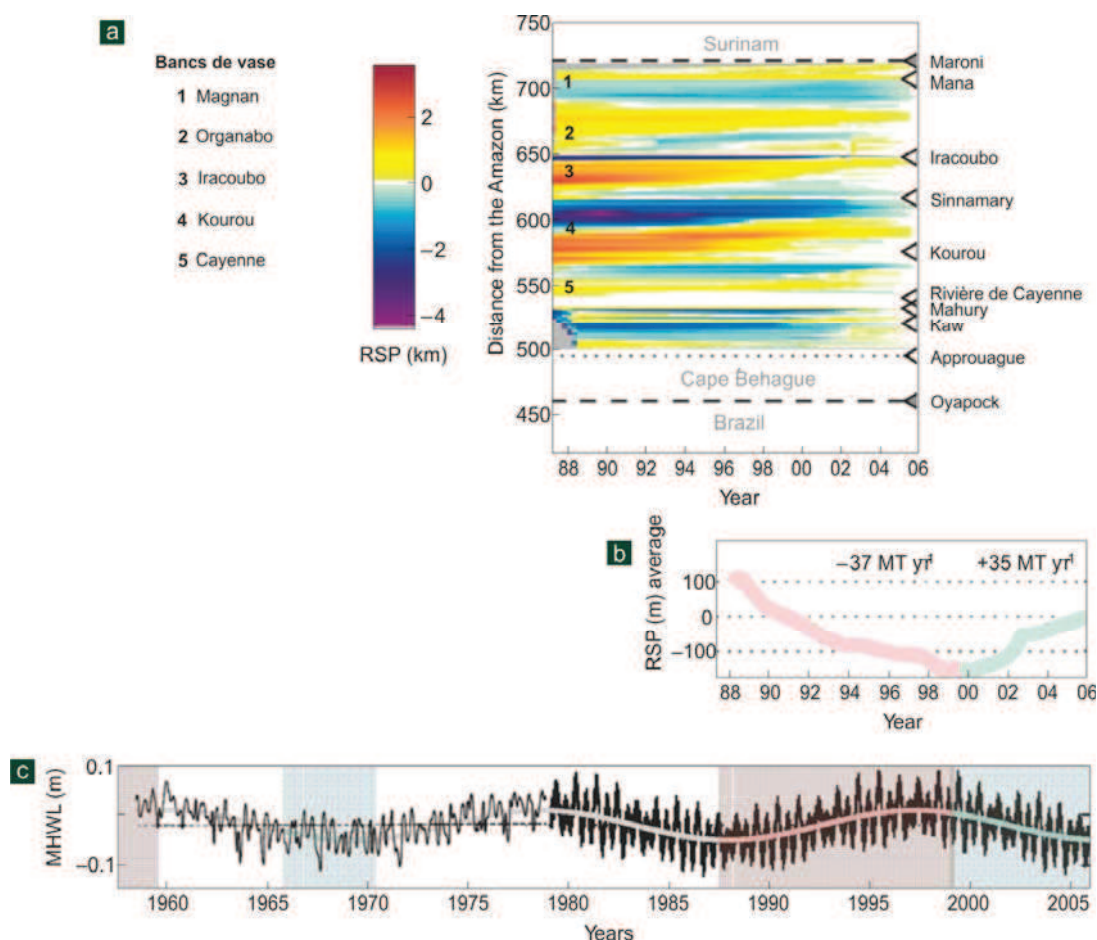 a
Bancs de vase
1 Magnan
2 Organabo
3 Iracoubo
4 Kourou
5 Cayenne
2
0
−2
−4
RSP (km)
Dislance from the Amazon (km)
750
700
650
600
550
500
450
Surinam
1
2
3
4
5
Cape Behague
Brazil
Maroni
Mana
Iracoubo
Sinnamary
Kourou
Rivière de Cayenne
Mahury
Kaw
Approuague
Oyapock
88 90 92 94 96 98 00 02 04 06
Year
b
RSP (m) average
100
0
−100
−37 MT yr¹ +35 MT yr¹
88 90 92 94 96 98 00 02 04 06
Year
c
MHWL (m)
0.1
−0.1
1960 1965 1970 1975 1980 1985 1990 1995 2000 2005
Years